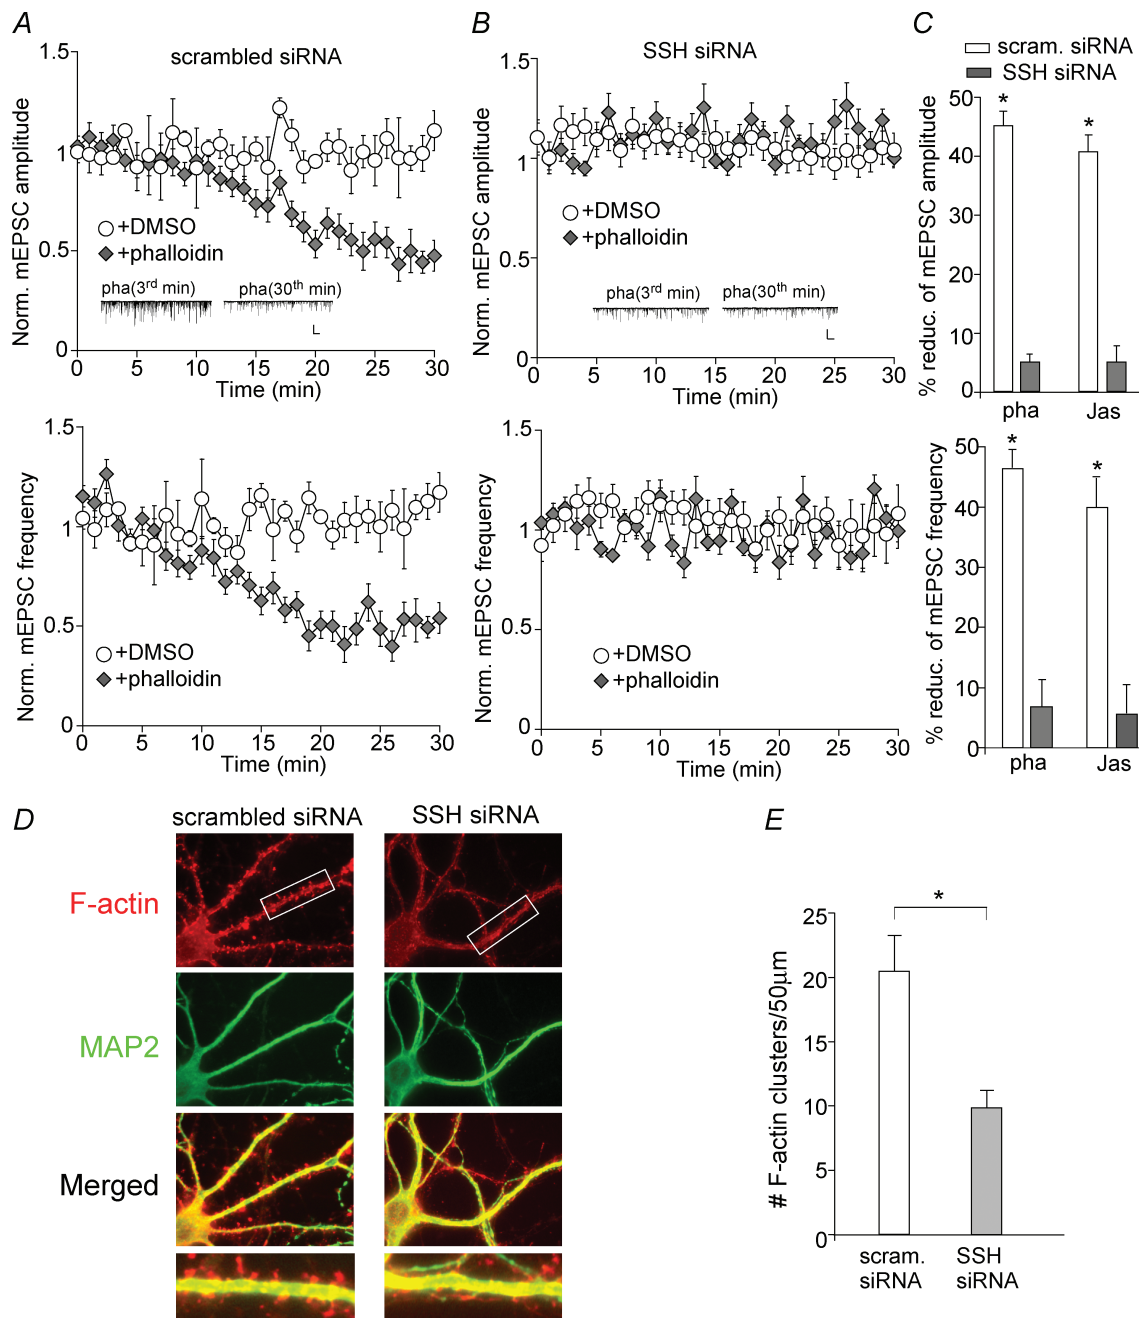 A
scrambled siRNA
Norm. mEPSC amplitude
1.5
1.0
0.5
0
+DMSO
+phalloidin
pha(3rd min)
pha(30th min)
0 5 10 15 20 25 30
Time (min)
B
SSH siRNA
Norm. mEPSC amplitude
1.5
1
0.5
0
+DMSO
+phalloidin
pha(3rd min)
pha(30th min)
5 10 15 20 25 30
Time (min)
C
scram. siRNA
SSH siRNA
% reduc. of mEPSC amplitude
50
40
30
20
10
0
* *
pha Jas
Norm. mEPSC frequency
1.5
1
0.5
0
+DMSO
+phalloidin
0 5 10 15 20 25 30
Time (min)
Norm. mEPSC frequency
1.5
1.0
0.5
0
+DMSO
+phalloidin
0 5 10 15 20 25 30
Time (min)
% reduc. of mEPSC frequency
50
40
30
20
10
0
* *
pha Jas
D
scrambled siRNA
SSH siRNA
F-actin
MAP2
Merged
E
# F-actin clusters/50µm
25
20
15
10
5
0
*
scram.
siRNA
SSH
siRNA